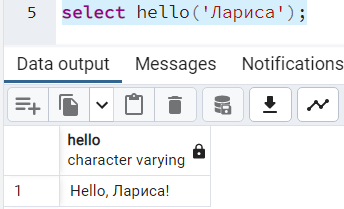 5 select hello('Лариса');
Data output Messages Notifications
hello
character varying
1 Hello, Лариса!